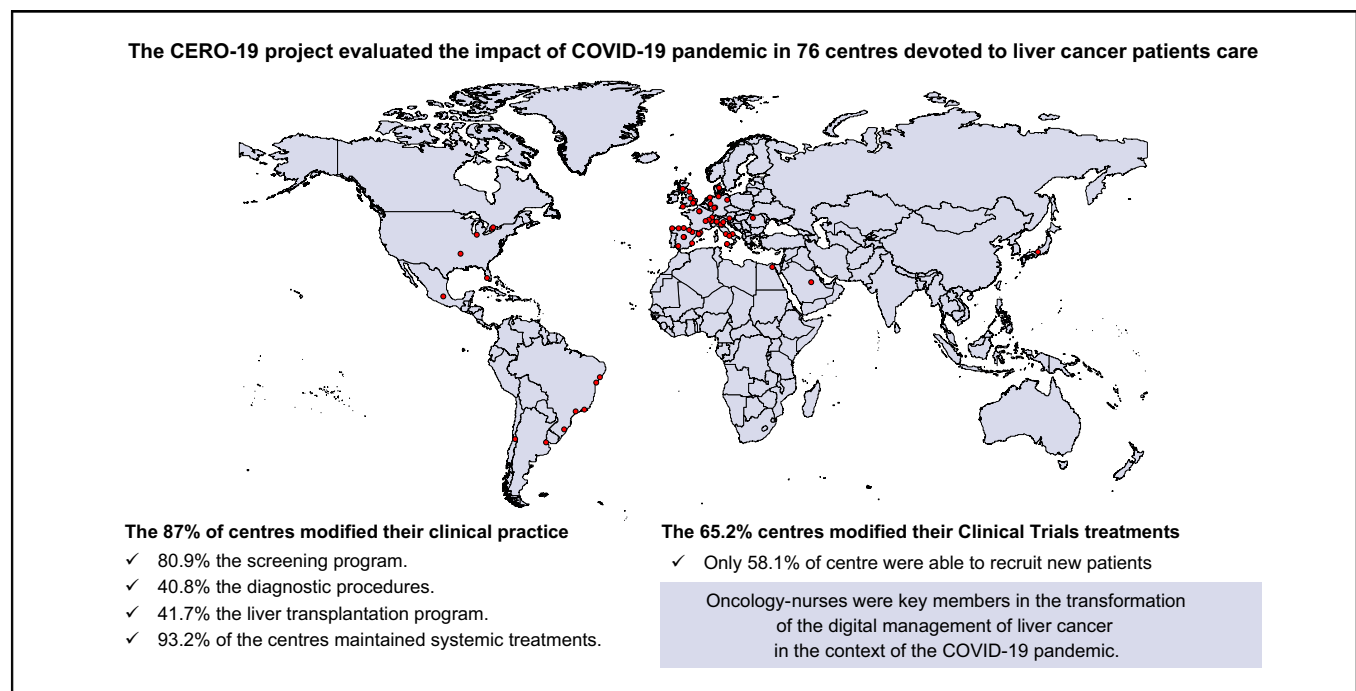 The CERO-19 project evaluated the impact of COVID-19 pandemic in 76 centres devoted to liver cancer patients care
The 87% of centres modified their clinical practice
✓ 80.9% the screening program.
✓ 40.8% the diagnostic procedures.
✓ 41.7% the liver transplantation program.
✓ 93.2% of the centres maintained systemic treatments.
The 65.2% centres modified their Clinical Trials treatments
✓ Only 58.1% of centre were able to recruit new patients
Oncology-nurses were key members in the transformation
of the digital management of liver cancer
in the context of the COVID-19 pandemic.